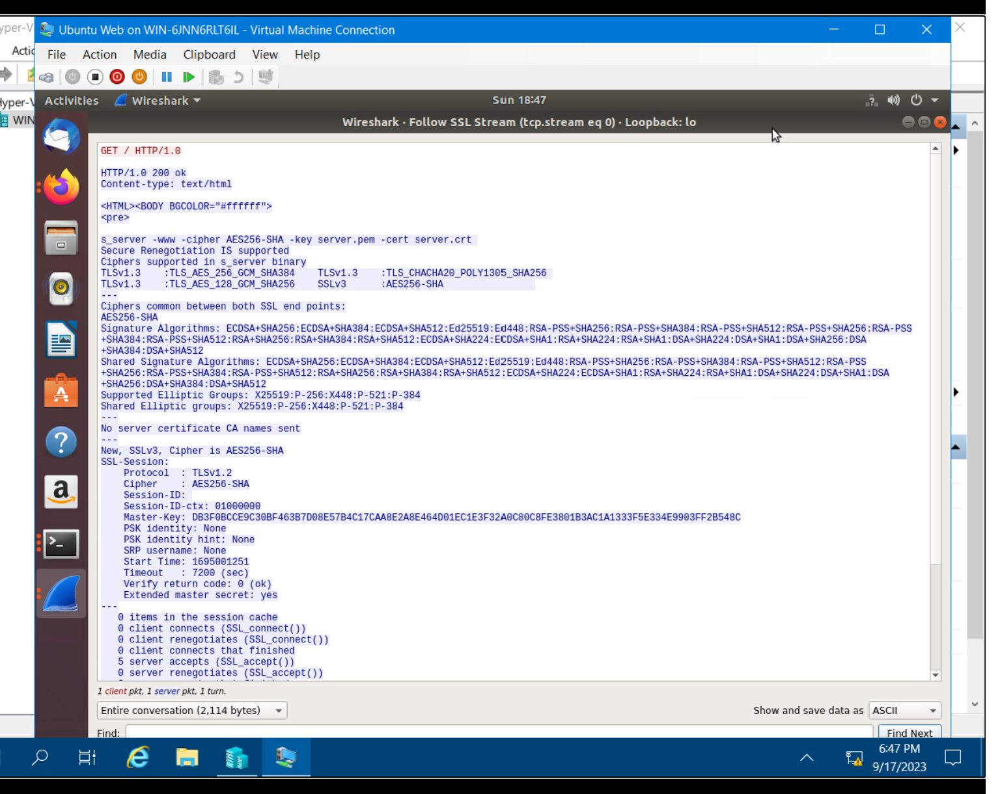 yper-V
Ubuntu Web on WIN-6JNN6RLT6IL - Virtual Machine Connection
Actio
File Action Media Clipboard View Help
Hyper-V
WIN
Activities Wireshark Sun 18:47
Wireshark · Follow SSL Stream (tcp.stream eq 0) · Loopback: lo
GET / HTTP/1.0
HTTP/1.0 200 ok
Content-type: text/html
<HTML><BODY BGCOLOR="#ffffff">
<pre>
s_server -www -cipher AES256-SHA -key server.pem -cert server.crt
Secure Renegotiation IS supported
Ciphers supported in s_server binary
TLSv1.3    :TLS_AES_256_GCM_SHA384    TLSv1.3    :TLS_CHACHA20_POLY1305_SHA256
TLSv1.3    :TLS_AES_128_GCM_SHA256    SSLv3      :AES256-SHA
---
Ciphers common between both SSL end points:
AES256-SHA
Signature Algorithms: ECDSA+SHA256:ECDSA+SHA384:ECDSA+SHA512:Ed25519:Ed448:RSA-PSS+SHA256:RSA-PSS+SHA384:RSA-PSS+SHA512:RSA-PSS+SHA256:RSA-PSS
+SHA384:RSA-PSS+SHA512:RSA+SHA256:RSA+SHA384:RSA+SHA512:ECDSA+SHA224:ECDSA+SHA1:RSA+SHA224:RSA+SHA1:DSA+SHA224:DSA+SHA1:DSA+SHA256:DSA
+SHA384:DSA+SHA512
Shared Signature Algorithms: ECDSA+SHA256:ECDSA+SHA384:ECDSA+SHA512:Ed25519:Ed448:RSA-PSS+SHA256:RSA-PSS+SHA384:RSA-PSS+SHA512:RSA-PSS
+SHA256:RSA-PSS+SHA384:RSA-PSS+SHA512:RSA+SHA256:RSA+SHA384:RSA+SHA512:ECDSA+SHA224:ECDSA+SHA1:RSA+SHA224:RSA+SHA1:DSA+SHA224:DSA+SHA1:DSA
+SHA256:DSA+SHA384:DSA+SHA512
Supported Elliptic Groups: X25519:P-256:X448:P-521:P-384
Shared Elliptic groups: X25519:P-256:X448:P-521:P-384
---
No server certificate CA names sent
---
New, SSLv3, Cipher is AES256-SHA
SSL-Session:
Protocol  : TLSv1.2
Cipher    : AES256-SHA
Session-ID:
Session-ID-ctx: 01000000
Master-Key: DB3F0BCCE9C30BF463B7D08E57B4C17CAA8E2A8E464D01EC1E3F32A0C80C8FE3801B3AC1A1333F5E334E9903FF2B548C
PSK identity: None
PSK identity hint: None
SRP username: None
Start Time: 1695001251
Timeout   : 7200 (sec)
Verify return code: 0 (ok)
Extended master secret: yes
---
0 items in the session cache
0 client connects (SSL_connect())
0 client renegotiates (SSL_connect())
0 client connects that finished
5 server accepts (SSL_accept())
0 server renegotiates (SSL_accept())
1 client pkt, 1 server pkt, 1 turn.
Entire conversation (2,114 bytes) Show and save data as ASCII
Find: Find Next
6:47 PM
9/17/2023